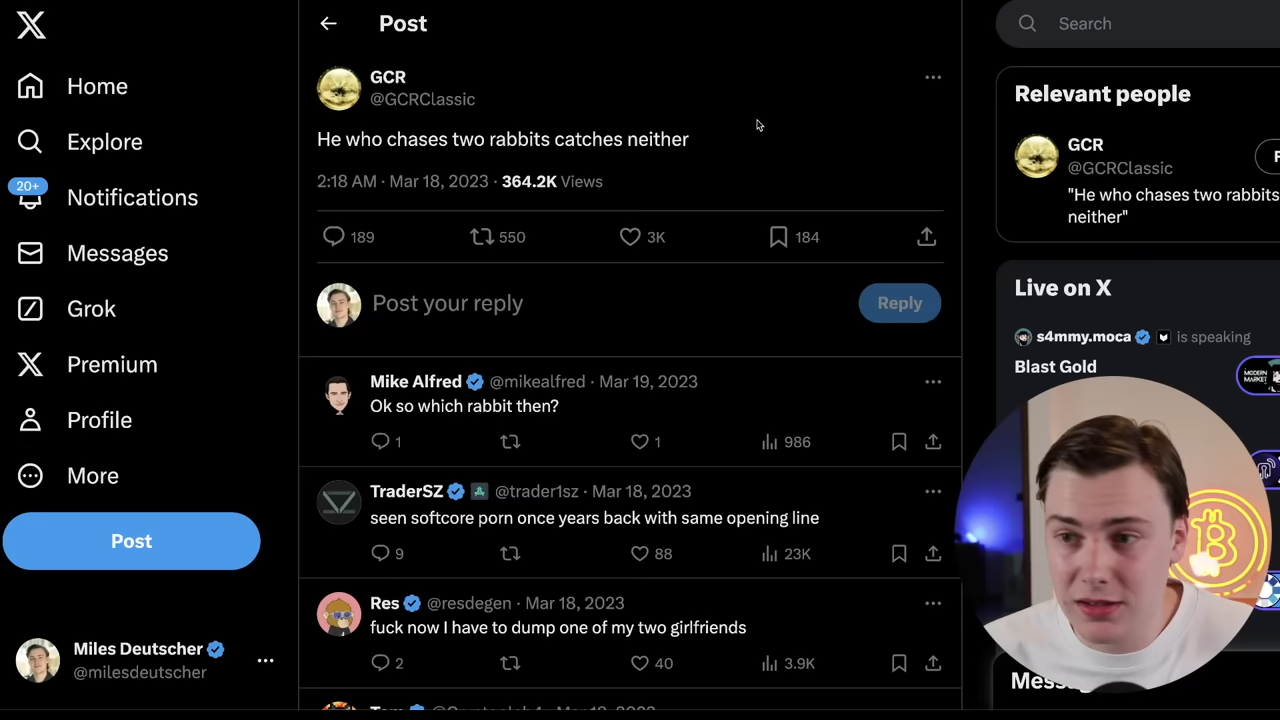 Post
Search
Home
Explore
20+
Notifications
Messages
Grok
Premium
Profile
More
Post
Miles Deutscher
@milesdeutscher
GCR
@GCRClassic
He who chases two rabbits catches neither
2:18 AM · Mar 18, 2023 · 364.2K Views
189 550 3K 184
Post your reply
Reply
Mike Alfred @mikealfred · Mar 19, 2023
Ok so which rabbit then?
1 1 986
TraderSZ @trader1sz · Mar 18, 2023
seen softcore porn once years back with same opening line
9 88 23K
Res @resdegen · Mar 18, 2023
fuck now I have to dump one of my two girlfriends
2 40 3.9K
Relevant people
GCR
@GCRClassic
"He who chases two rabbits
neither"
Live on X
s4mmy.moca is speaking
Blast Gold
MODERN
MARKET